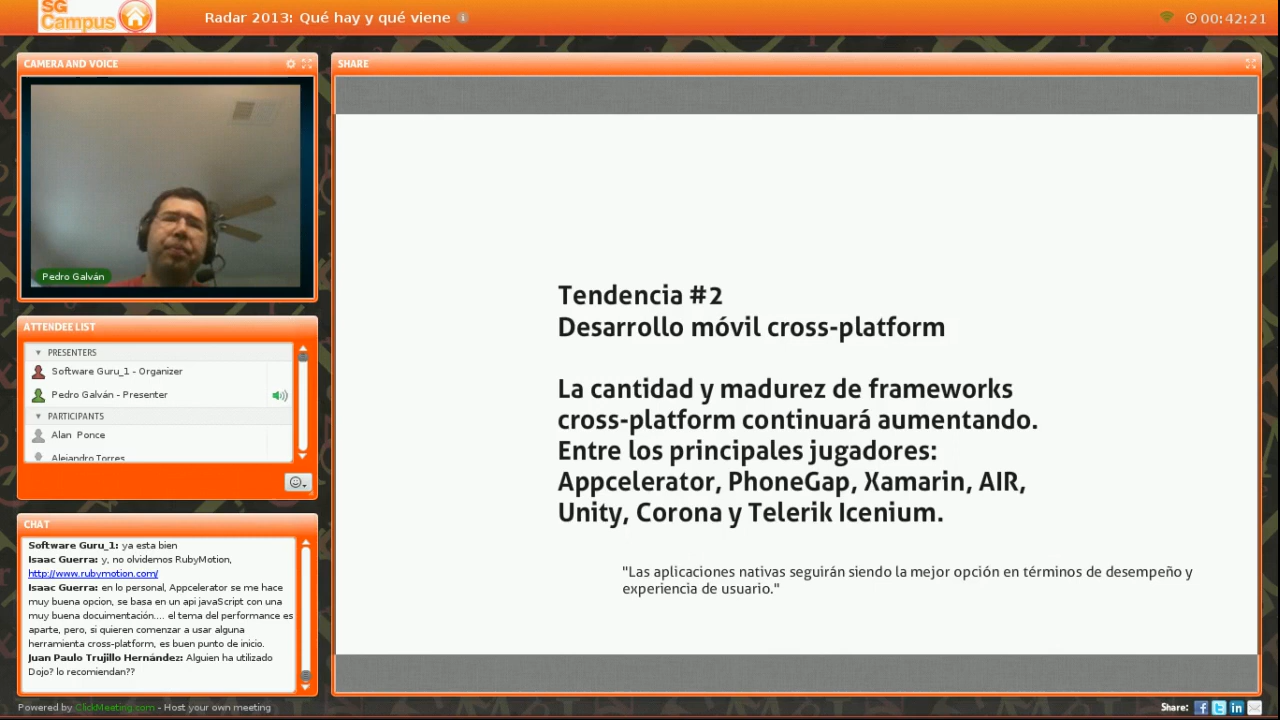 SG
Campus
Radar 2013: Qué hay y qué viene
00:42:21
CAMERA AND VOICE
Pedro Galván
ATTENDEE LIST
PRESENTERS
Software Guru_1 - Organizer
Pedro Galván - Presenter
PARTICIPANTS
Alan Ponce
Alejandro Torres
CHAT
Software Guru_1: ya esta bien
Isaac Guerra: y, no olvidemos RubyMotion,
http://www.rubymotion.com/
Isaac Guerra: en lo personal, Appcelerator se me hace
muy buena opcion, se basa en un api javaScript con una
muy buena docuimentación.... el tema del performance es
aparte, pero, si quieren comenzar a usar alguna
herramienta cross-platform, es buen punto de inicio.
Juan Paulo Trujillo Hernández: Alguien ha utilizado
Dojo? lo recomiendan??
SHARE
Tendencia #2
Desarrollo móvil cross-platform
La cantidad y madurez de frameworks
cross-platform continuará aumentando.
Entre los principales jugadores:
Appcelerator, PhoneGap, Xamarin, AIR,
Unity, Corona y Telerik Icenium.
"Las aplicaciones nativas seguirán siendo la mejor opción en términos de desempeño y
experiencia de usuario."
Powered by ClickMeeting.com - Host your own meeting
Share: